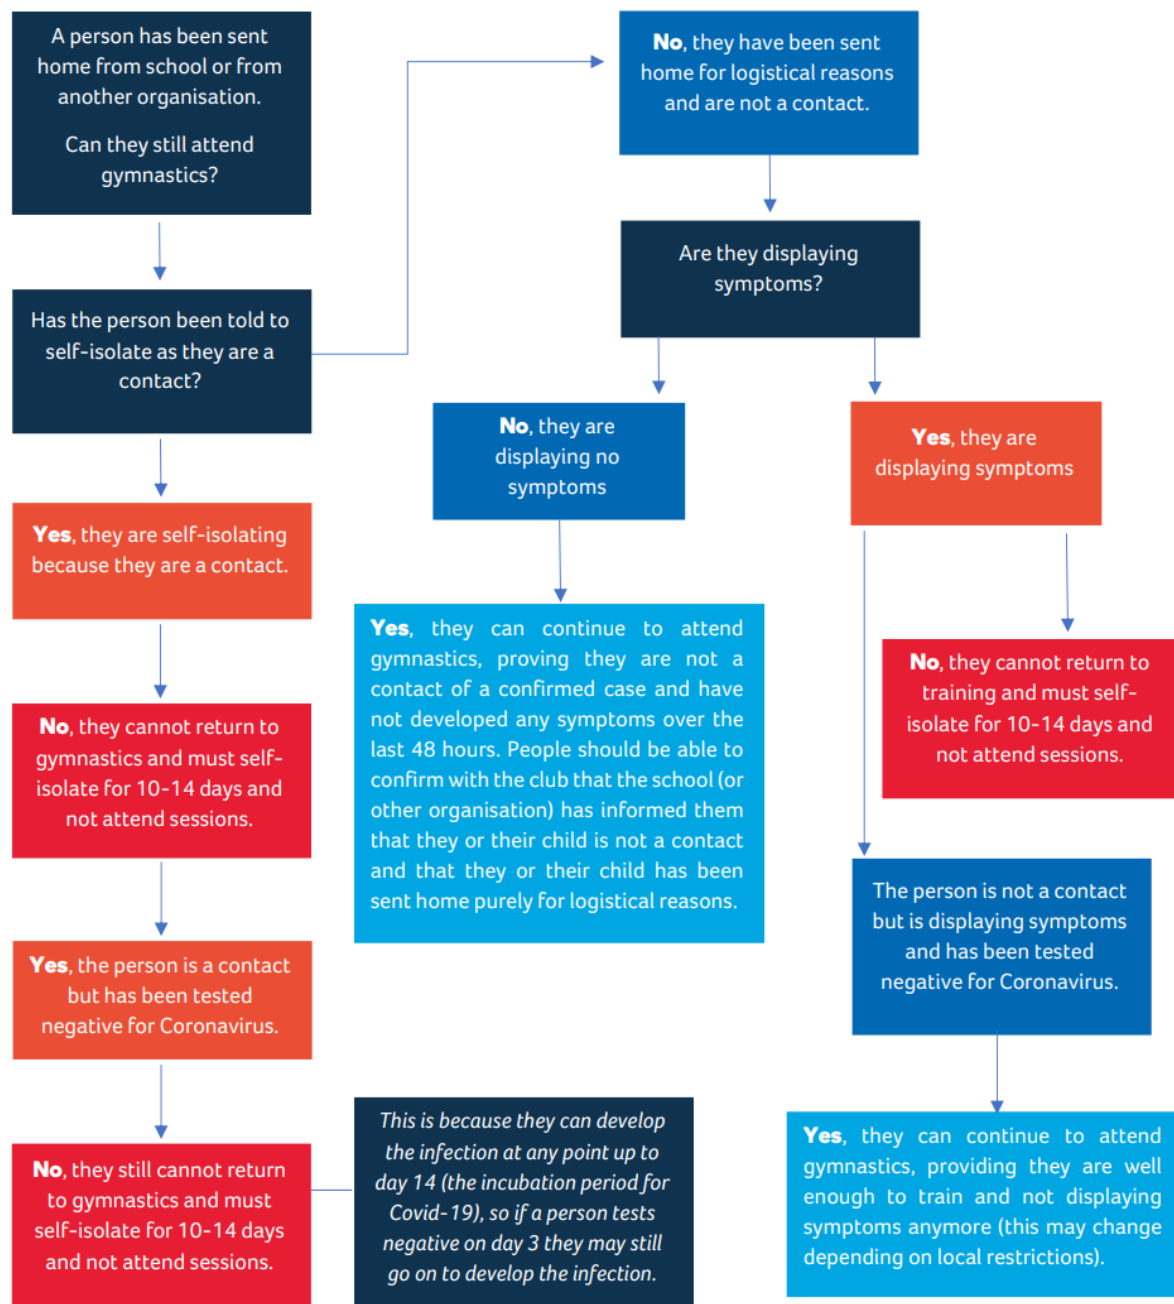 A person has been sent
home from school or from
another organisation.
Can they still attend
gymnastics?
Has the person been told to
self-isolate as they are a
contact?
Yes, they are self-isolating
because they are a contact.
No, they cannot return to
gymnastics and must self-
isolate for 10-14 days and
not attend sessions.
Yes, the person is a contact
but has been tested
negative for Coronavirus.
No, they still cannot return
to gymnastics and must
self-isolate for 10-14 days
and not attend sessions.
This is because they can develop
the infection at any point up to
day 14 (the incubation period for
Covid-19), so if a person tests
negative on day 3 they may still
go on to develop the infection.
No, they have been sent
home for logistical reasons
and are not a contact.
Are they displaying
symptoms?
No, they are
displaying no
symptoms
Yes, they can continue to attend
gymnastics, proving they are not a
contact of a confirmed case and have
not developed any symptoms over the
last 48 hours. People should be able to
confirm with the club that the school (or
other organisation) has informed them
that they or their child is not a contact
and that they or their child has been
sent home purely for logistical reasons.
Yes, they are
displaying symptoms
No, they cannot return to
training and must self-
isolate for 10-14 days and
not attend sessions.
The person is not a contact
but is displaying symptoms
and has been tested
negative for Coronavirus.
Yes, they can continue to attend
gymnastics, providing they are well
enough to train and not displaying
symptoms anymore (this may change
depending on local restrictions).